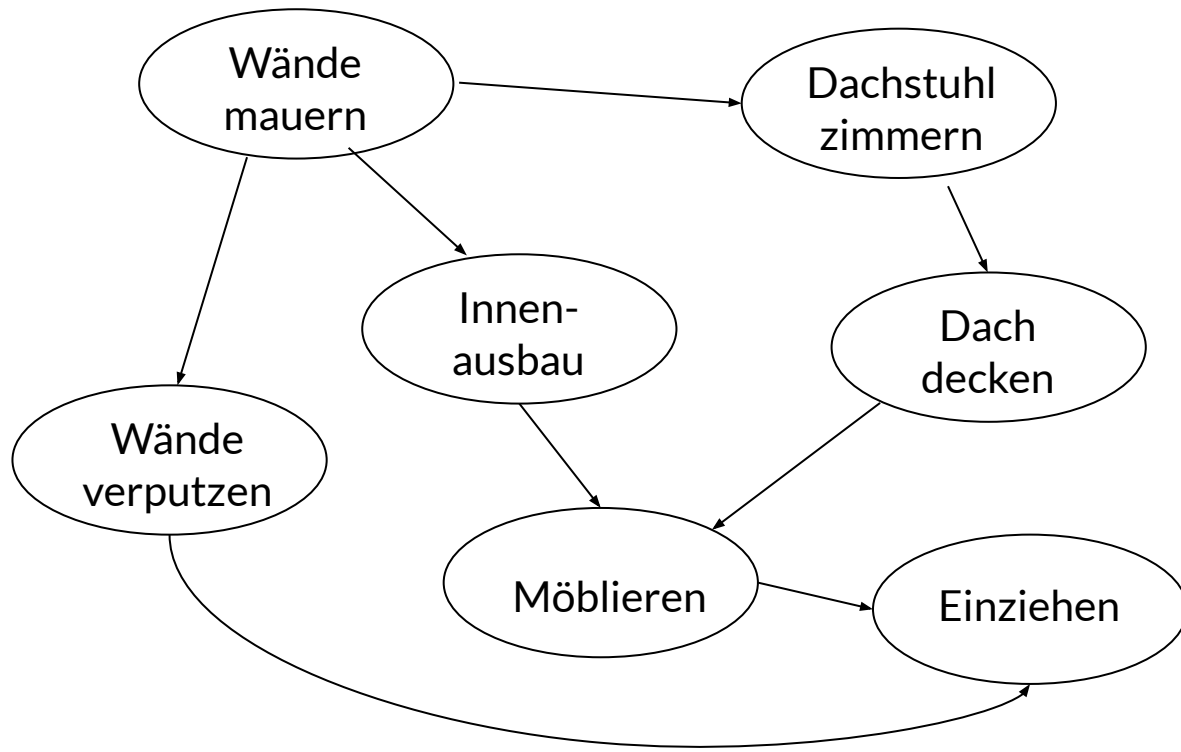 Wände
mauern
Dachstuhl
zimmern
Innen-
ausbau
Dach
decken
Wände
verputzen
Möblieren
Einziehen